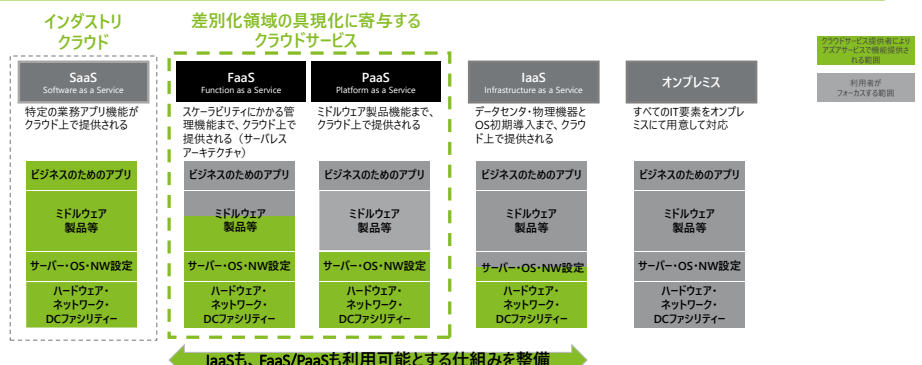 インダストリ
クラウド
差別化領域の具現化に寄与する
クラウドサービス
クラウドサービス提供者により
アズアサービスで機能提供さ
れる範囲
利用者が
フォーカスする範囲
SaaS
Software as a Service
特定の業務アプリ機能が
クラウド上で提供される
FaaS
Function as a Service
スケーラビリティにかかる管
理機能まで、クラウド上で
提供される（サーバレス
アーキテクチャ）
PaaS
Platform as a Service
ミドルウェア製品機能まで、
クラウド上で提供される
IaaS
Infrastructure as a Service
データセンタ・物理機器と
OS初期導入まで、クラウ
ド上で提供される
オンプレミス
すべてのIT要素をオンプレ
ミスにて用意して対応
ビジネスのためのアプリ
ミドルウェア
製品等
サーバー・OS・NW設定
ハードウェア・
ネットワーク・
DCファシリティー
ビジネスのためのアプリ
ミドルウェア
製品等
サーバー・OS・NW設定
ハードウェア・
ネットワーク・
DCファシリティー
ビジネスのためのアプリ
ミドルウェア
製品等
サーバー・OS・NW設定
ハードウェア・
ネットワーク・
DCファシリティー
ビジネスのためのアプリ
ミドルウェア
製品等
サーバー・OS・NW設定
ハードウェア・
ネットワーク・
DCファシリティー
ビジネスのためのアプリ
ミドルウェア
製品等
サーバー・OS・NW設定
ハードウェア・
ネットワーク・
DCファシリティー
IaaSも、FaaS/PaaSも利用可能とする仕組みを整備